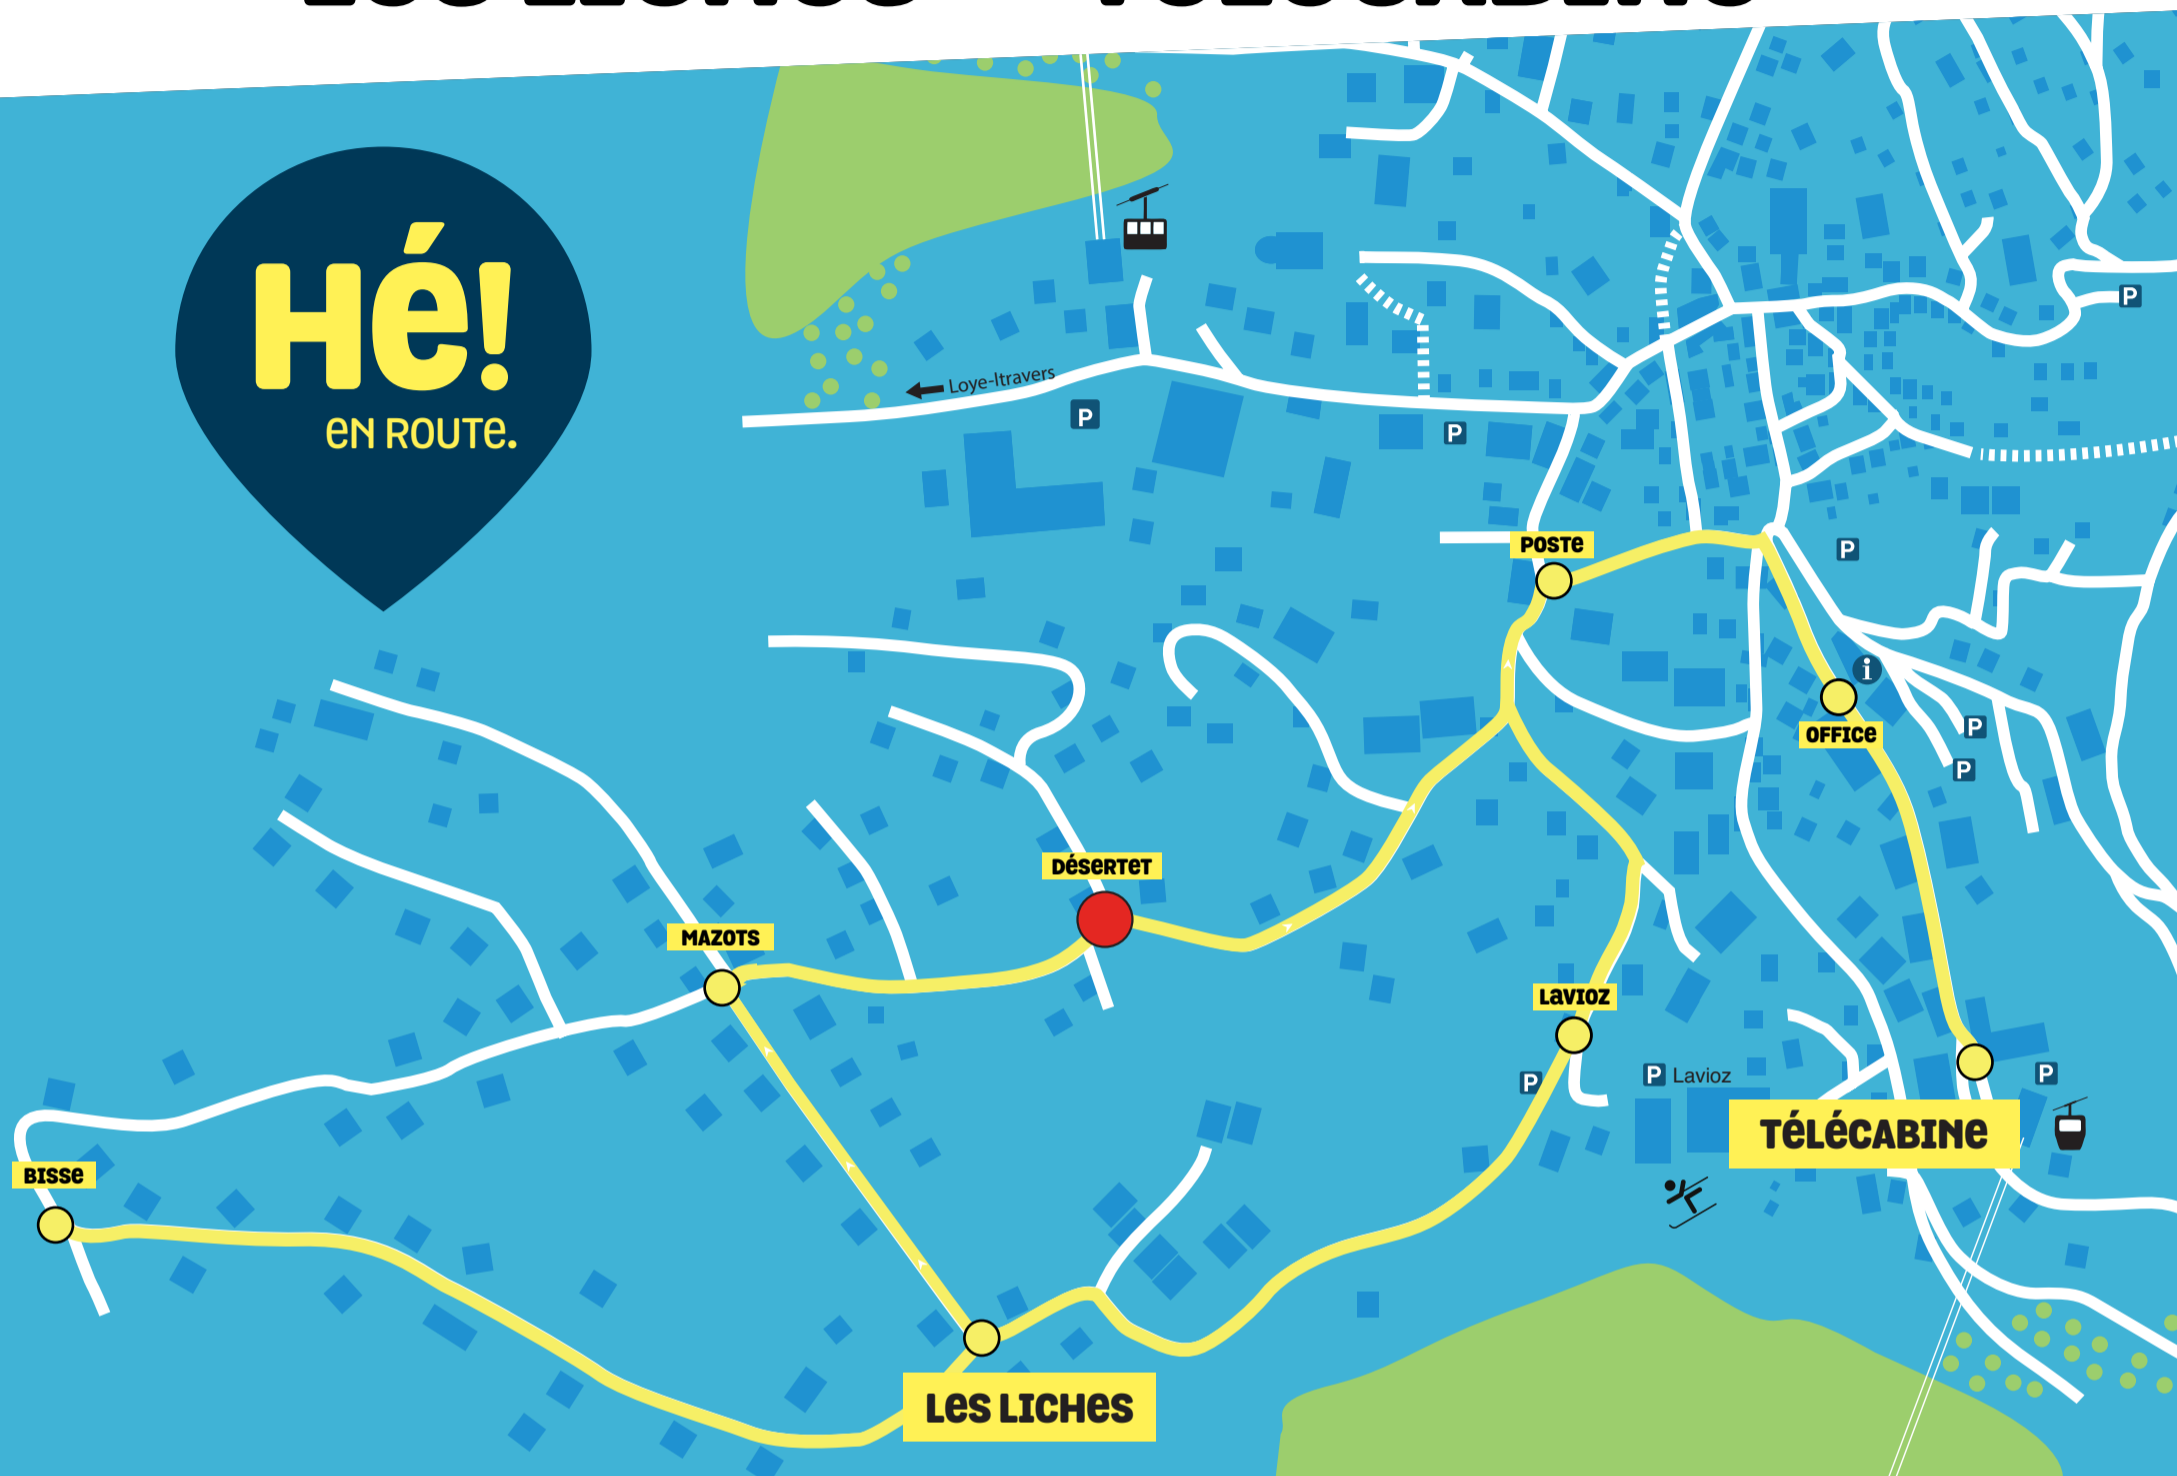 Hé!
en ROUTe.
Loye-Itravers
P
P
P
POSTe
P
i
OFFICe
P
P
DÉSeRTeT
MAZOTS
LAVIOZ
P
P Lavioz
P
TÉLÉCABINe
BISSe
Les LICHes